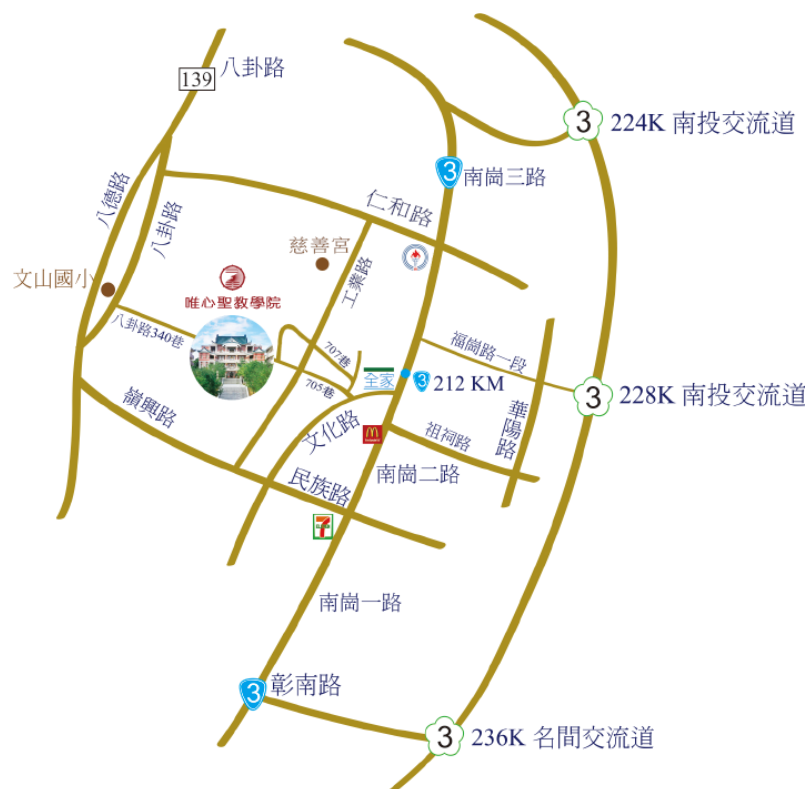 139
八卦路
3
224K 南投交流道
3
南崗三路
八德路
八卦路
仁和路
慈善宮
工業路
文山國小
唯心聖教學院
八卦路340巷
707巷
705巷
福崗路一段
全家
3
212 KM
3
228K 南投交流道
華陽路
嶺興路
文化路
祖祠路
民族路
南崗二路
7
南崗一路
3
彰南路
3
236K 名間交流道